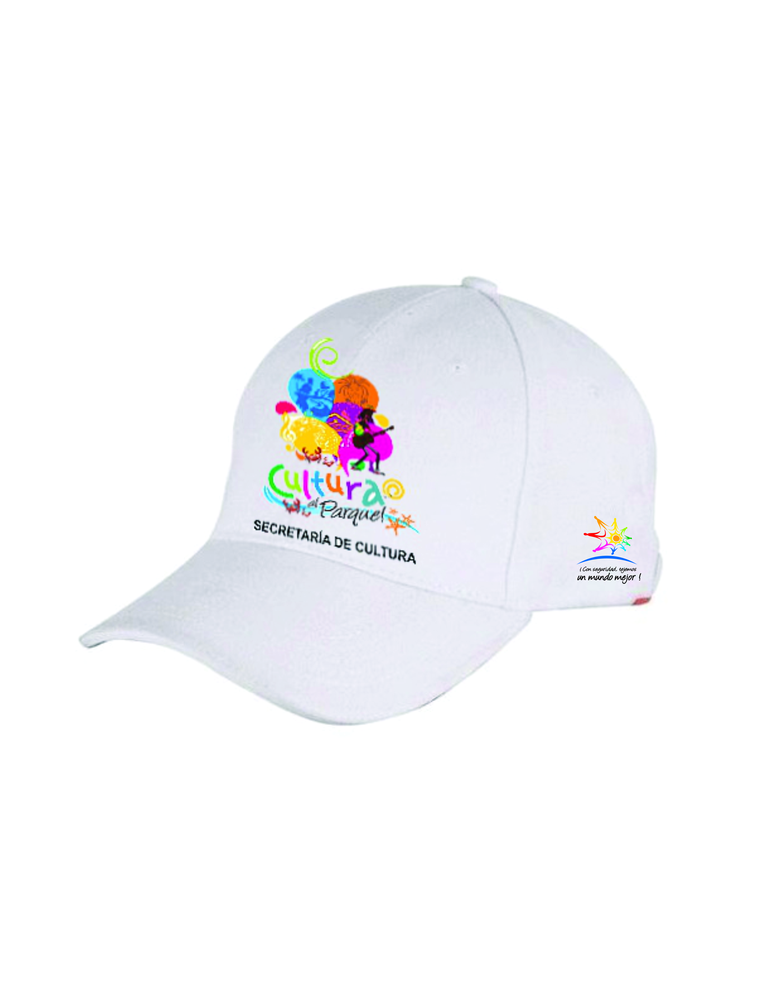 Cultura
al Parque!
SECRETARÍA DE CULTURA
¡ Con seguridad, tejemos
un mundo mejor !